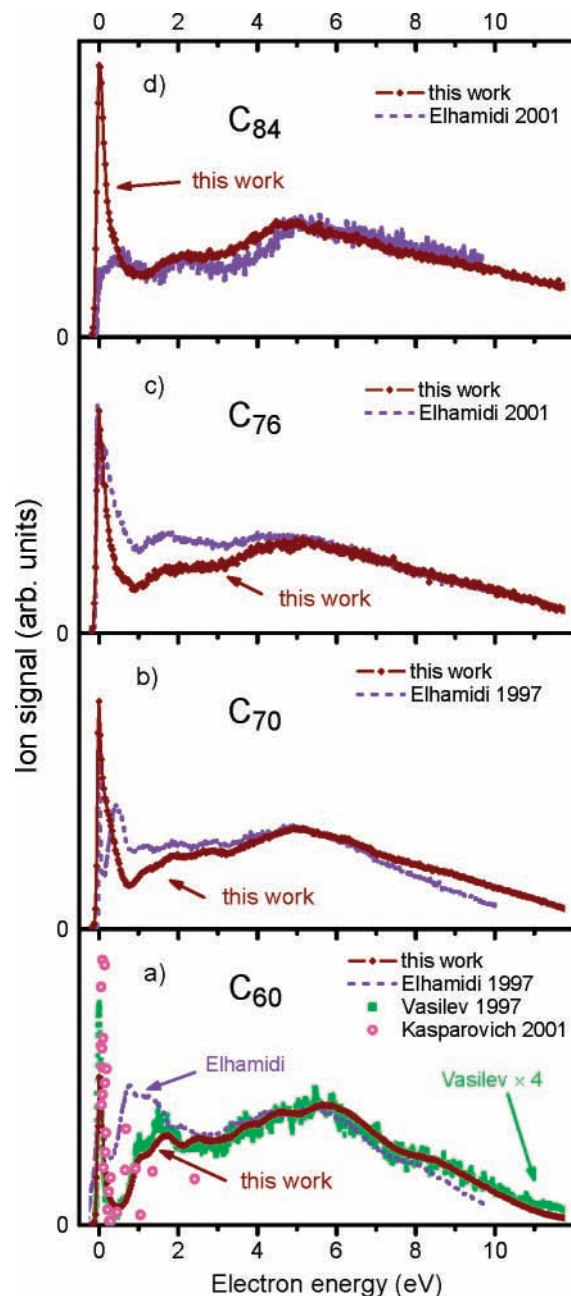 0 2 4 6 8 10
d)
C84
this work
Elhamidi 2001
this work
0
c)
C76
this work
Elhamidi 2001
this work
0
b)
C70
this work
Elhamidi 1997
this work
0
a)
C60
this work
Elhamidi 1997
Vasilev 1997
Kasparovich 2001
Elhamidi
Vasilev × 4
this work
0
0 2 4 6 8 10
Electron energy (eV)
Ion signal (arb. units)